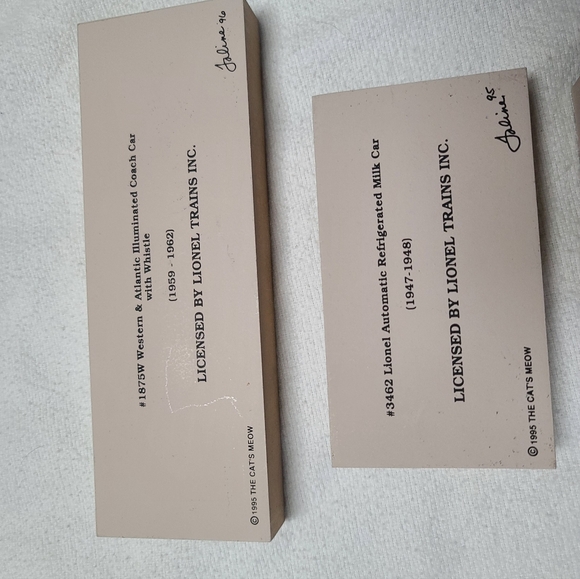 #1875W Western & Atlantic Illuminated Coach Car
with Whistle
(1959 - 1962)
LICENSED BY LIONEL TRAINS INC.
© 1995 THE CAT'S MEOW
Faline 96
#3462 Lionel Automatic Refrigerated Milk Car
(1947-1948)
LICENSED BY LIONEL TRAINS INC.
© 1995 THE CAT'S MEOW
Faline 95